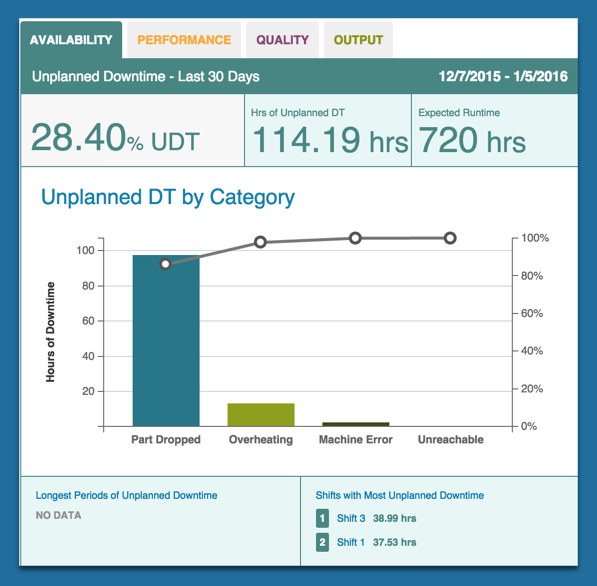 AVAILABILITY PERFORMANCE QUALITY OUTPUT
Unplanned Downtime - Last 30 Days 12/7/2015 - 1/5/2016
28.40% UDT
Hrs of Unplanned DT
114.19 hrs
Expected Runtime
720 hrs
Unplanned DT by Category
Hours of Downtime
100
80
60
40
20
100%
80%
60%
40%
20%
0%
Part Dropped Overheating Machine Error Unreachable
Longest Periods of Unplanned Downtime
NO DATA
Shifts with Most Unplanned Downtime
1 Shift 3 38.99 hrs
2 Shift 1 37.53 hrs